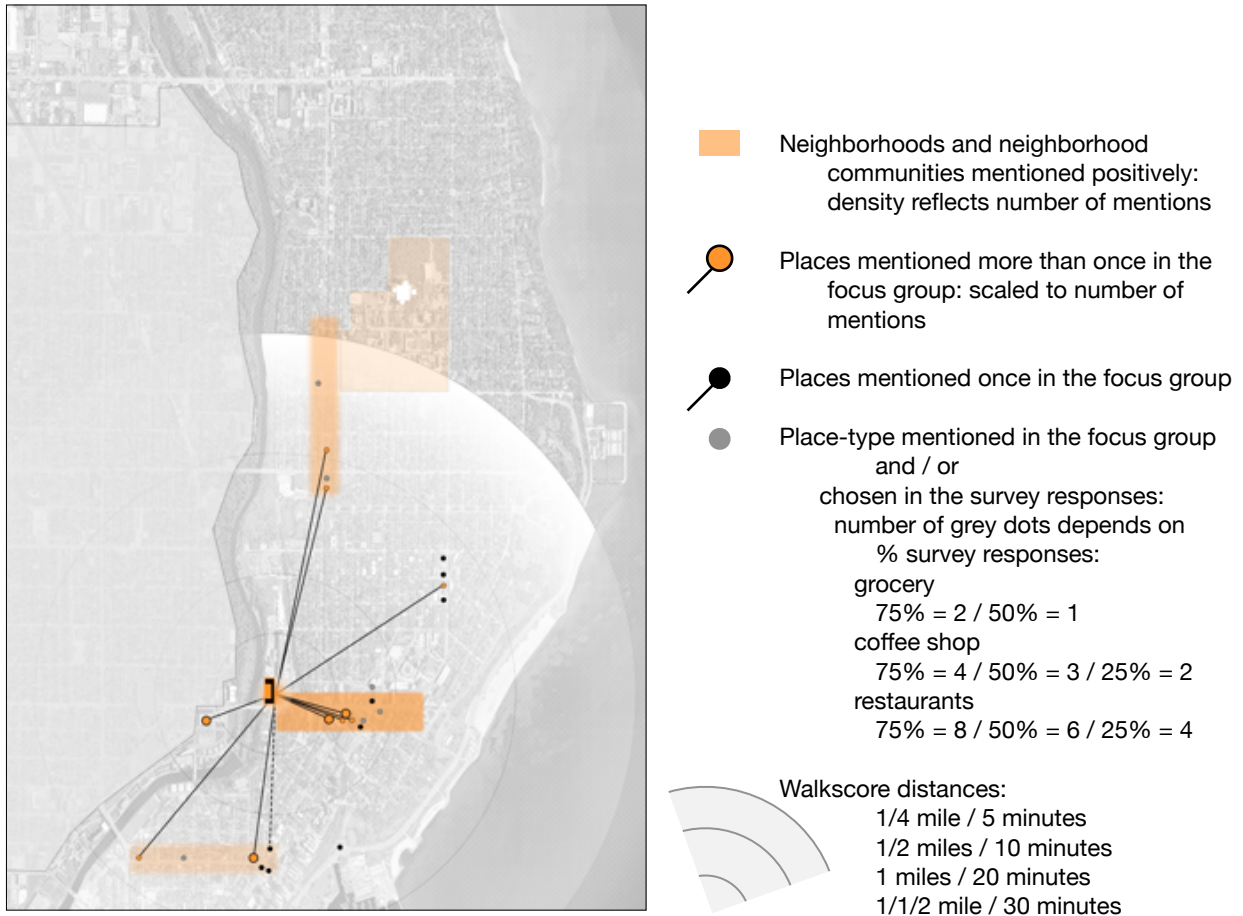 Neighborhoods and neighborhood
communities mentioned positively:
density reflects number of mentions
Places mentioned more than once in the
focus group: scaled to number of
mentions
Places mentioned once in the focus group
Place-type mentioned in the focus group
and / or
chosen in the survey responses:
number of grey dots depends on
% survey responses:
grocery
75% = 2 / 50% = 1
coffee shop
75% = 4 / 50% = 3 / 25% = 2
restaurants
75% = 8 / 50% = 6 / 25% = 4
Walkscore distances:
1/4 mile / 5 minutes
1/2 miles / 10 minutes
1 miles / 20 minutes
1/1/2 mile / 30 minutes